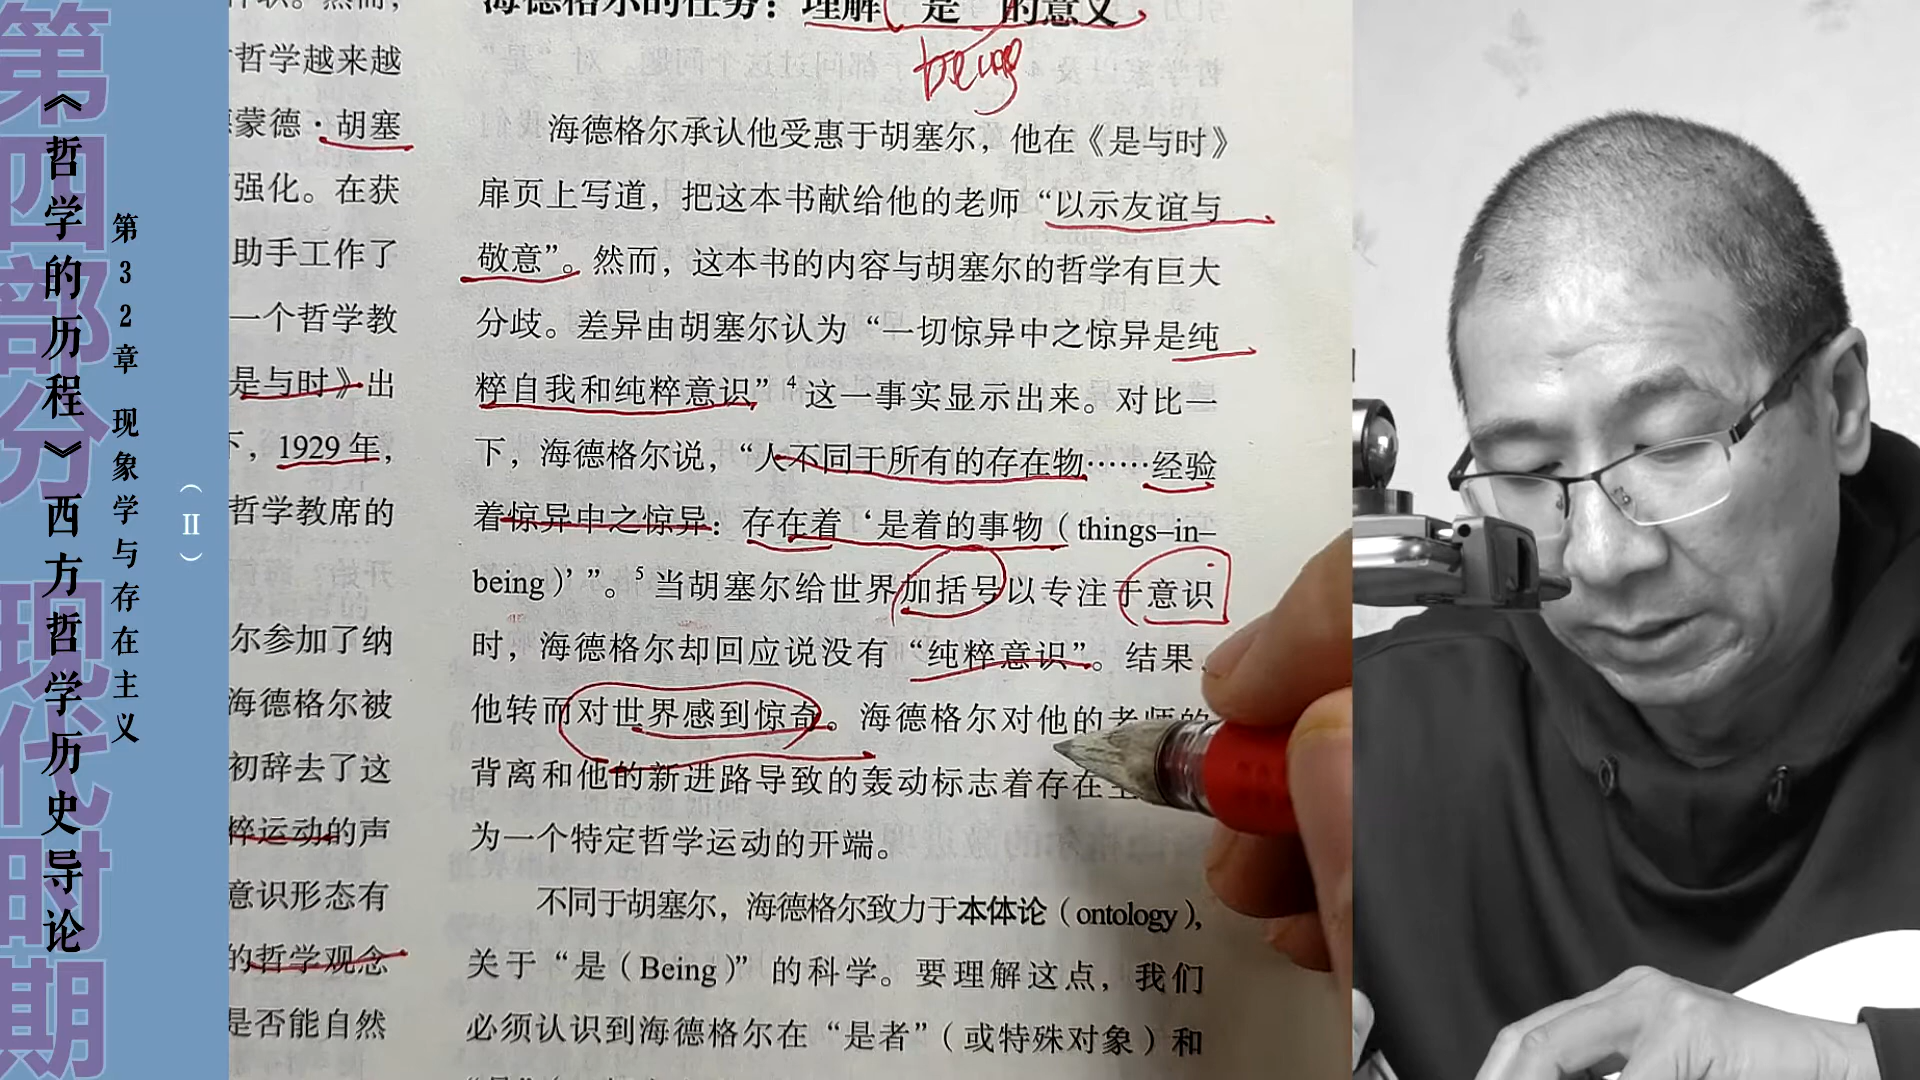 第四部分 现代时期
《哲学的历程》西方哲学历史导论
第32章 现象学与存在主义
（II）
哲学越来越
蒙德·胡塞
强化。在获
助手工作了
一个哲学教
是与时》出
下，1929年，
哲学教席的
尔参加了纳
海德格尔被
初辞去了这
粹运动的声
意识形态有
的哲学观念
是否能自然
海德格尔的任务：理解“是”的意义
being
海德格尔承认他受惠于胡塞尔，他在《是与时》
扉页上写道，把这本书献给他的老师“以示友谊与
敬意”。然而，这本书的内容与胡塞尔的哲学有巨大
分歧。差异由胡塞尔认为“一切惊异中之惊异是纯
粹自我和纯粹意识”4 这一事实显示出来。对比一
下，海德格尔说，“人不同于所有的存在物……经验
着惊异中之惊异：存在着‘是着的事物（things–in–
being）’”。5 当胡塞尔给世界加括号以专注于意识
时，海德格尔却回应说没有“纯粹意识”。结果，
他转而对世界感到惊奇。海德格尔对他的老师的
背离和他的新进路导致的轰动标志着存在主
为一个特定哲学运动的开端。
不同于胡塞尔，海德格尔致力于本体论（ontology），
关于“是（Being）”的科学。要理解这点，我们
必须认识到海德格尔在“是者”（或特殊对象）和